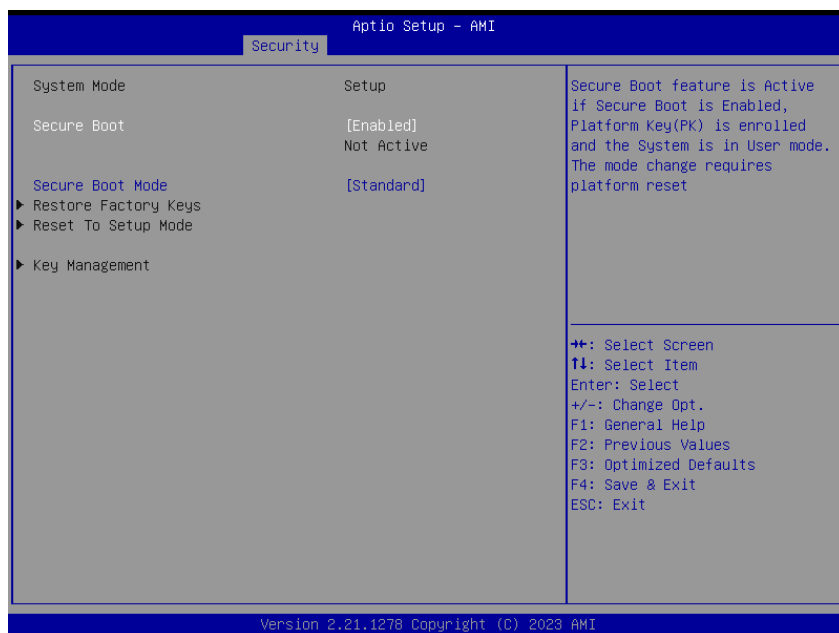 Aptio Setup – AMI
Security
System Mode Setup
Secure Boot [Enabled]
Not Active
Secure Boot Mode [Standard]
Restore Factory Keys
Reset To Setup Mode
Key Management
Secure Boot feature is Active
if Secure Boot is Enabled,
Platform Key(PK) is enrolled
and the System is in User mode.
The mode change requires
platform reset
→←: Select Screen
↑↓: Select Item
Enter: Select
+/-: Change Opt.
F1: General Help
F2: Previous Values
F3: Optimized Defaults
F4: Save & Exit
ESC: Exit
Version 2.21.1278 Copyright (C) 2023 AMI